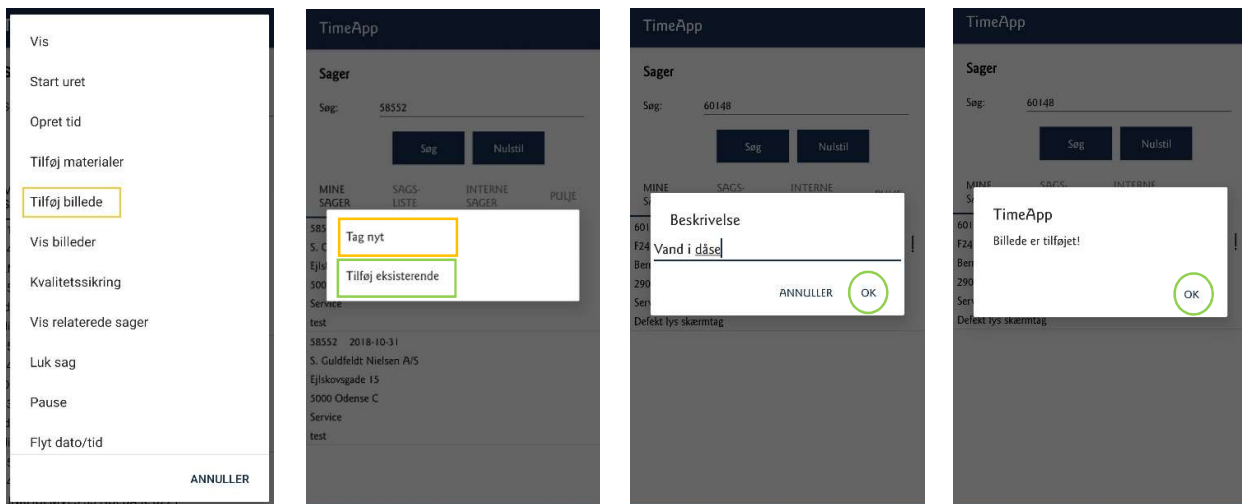 Vis
Start uret
Opret tid
Tilføj materialer
Tilføj billede
Vis billeder
Kvalitetssikring
Vis relaterede sager
Luk sag
Pause
Flyt dato/tid
ANNULLER
TimeApp
Sager
Søg: 58552
Søg Nulstil
MINE SAGER SAGS-LISTE INTERNE SAGER PULJE
Tag nyt
Tilføj eksisterende
Service
test
58552 2018-10-31
S. Guldfeldt Nielsen A/S
Ejlskovsgade 15
5000 Odense C
Service
test
TimeApp
Sager
Søg: 60148
Søg Nulstil
MINE SAGS- INTERNE
Beskrivelse
Vand i dåse
ANNULLER OK
Defekt lys skærmtag
TimeApp
Sager
Søg: 60148
Søg Nulstil
MINE SAGS- INTERNE
TimeApp
Billede er tilføjet!
OK
Defekt lys skærmtag